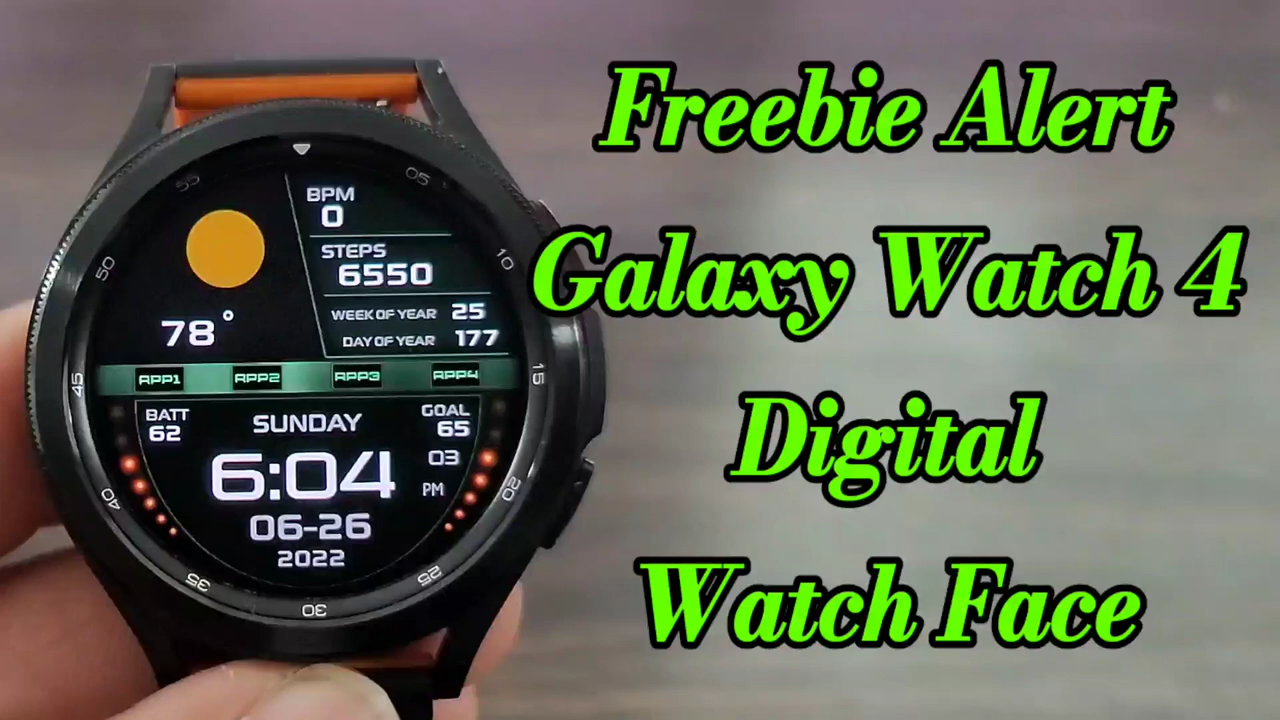 Freebie Alert
Galaxy Watch 4
Digital
Watch Face
55
05
50
10
BPM
0
STEPS
6550
WEEK OF YEAR 25
DAY OF YEAR 177
78°
45
15
APP1 APP2 APP3 APP4
BATT
62
SUNDAY
GOAL
65
6:04
03
PM
06-26
2022
40
20
35
25
30